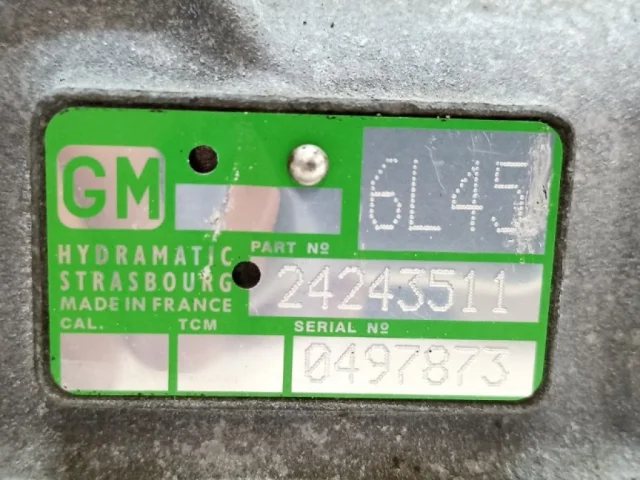 GM
6L45
HYDRAMATIC
STRASBOURG
MADE IN FRANCE
PART Nº
24243511
CAL.
TCM
SERIAL Nº
0497873